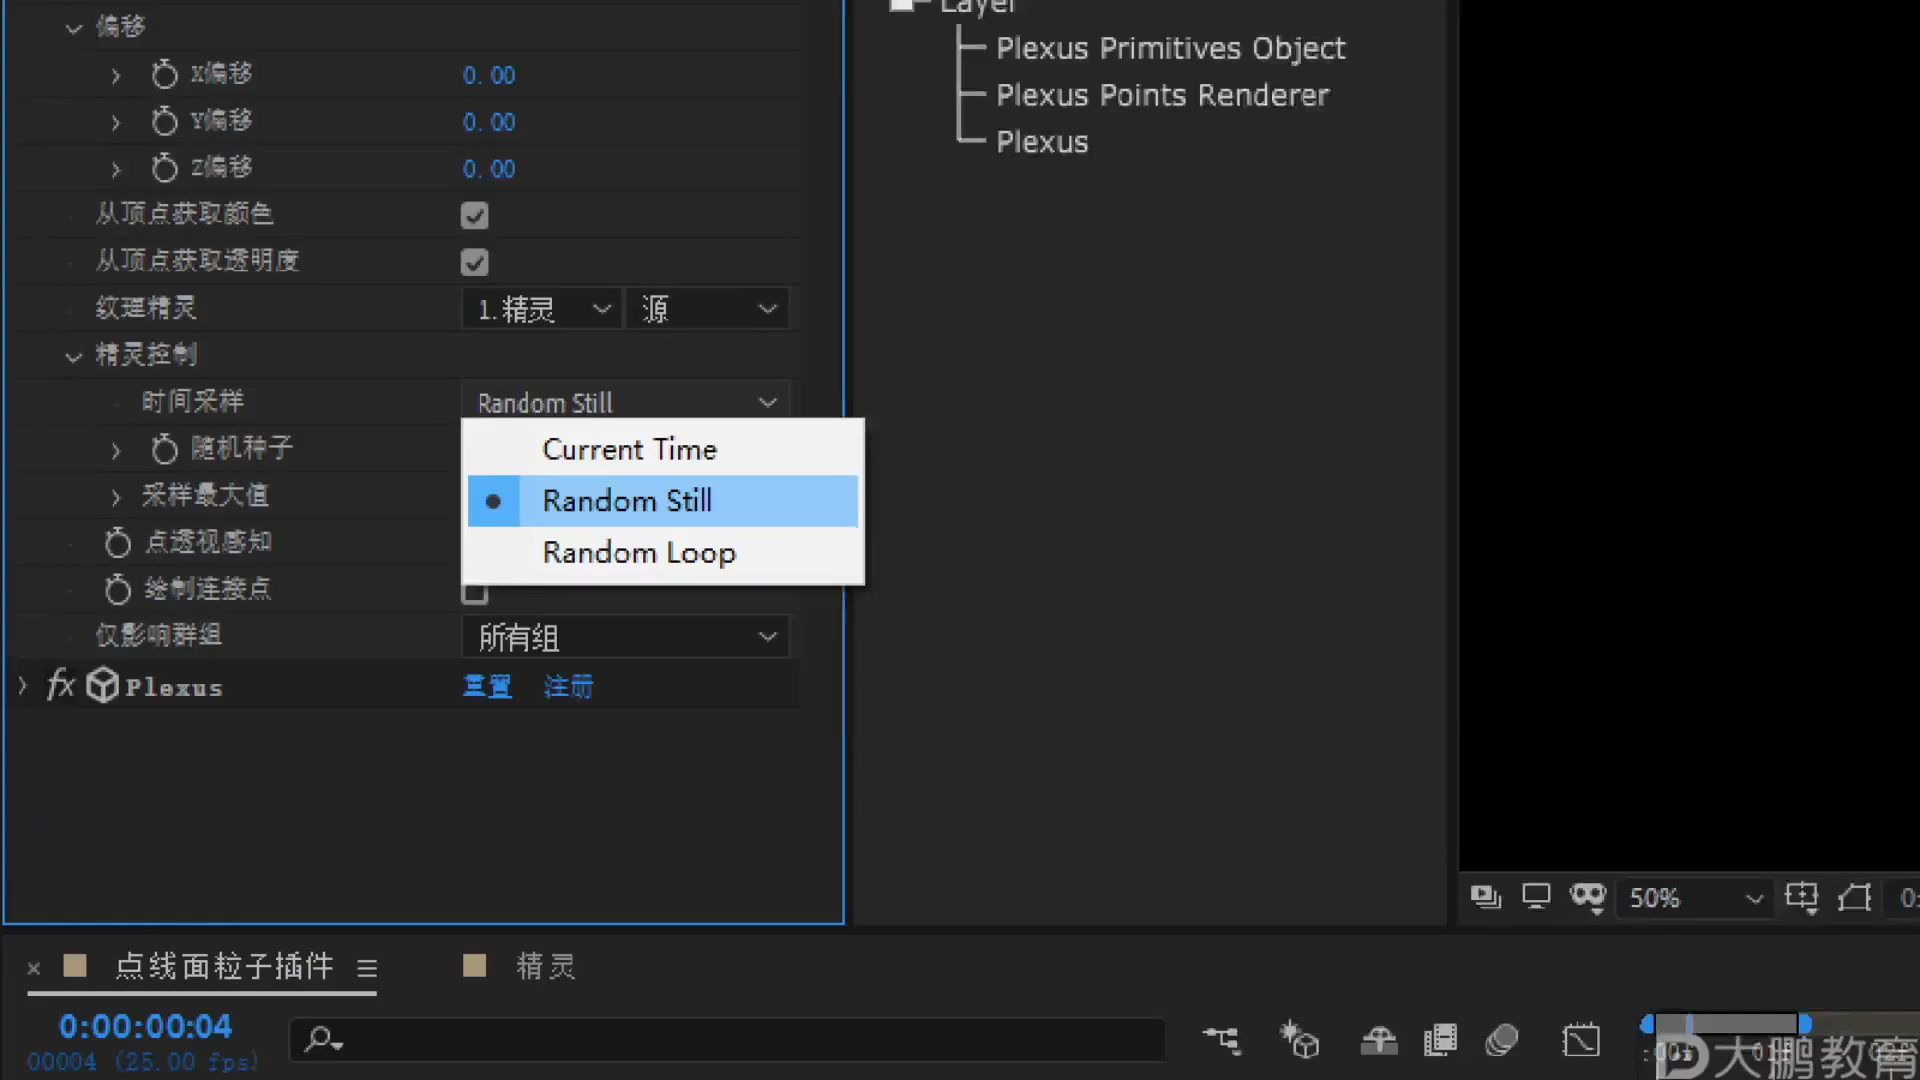 偏移
X偏移 0.00
Y偏移 0.00
Z偏移 0.00
从顶点获取颜色
从顶点获取透明度
纹理精灵 1.精灵 源
精灵控制
时间采样 Random Still
Current Time
随机种子
Random Still
采样最大值
点透视感知
Random Loop
绘制连接点
仅影响群组 所有组
fx Plexus 重置 注册
Layer
Plexus Primitives Object
Plexus Points Renderer
Plexus
50%
点线面粒子插件 精灵
0:00:00:04
00004 (25.00 fps)
大鹏教育